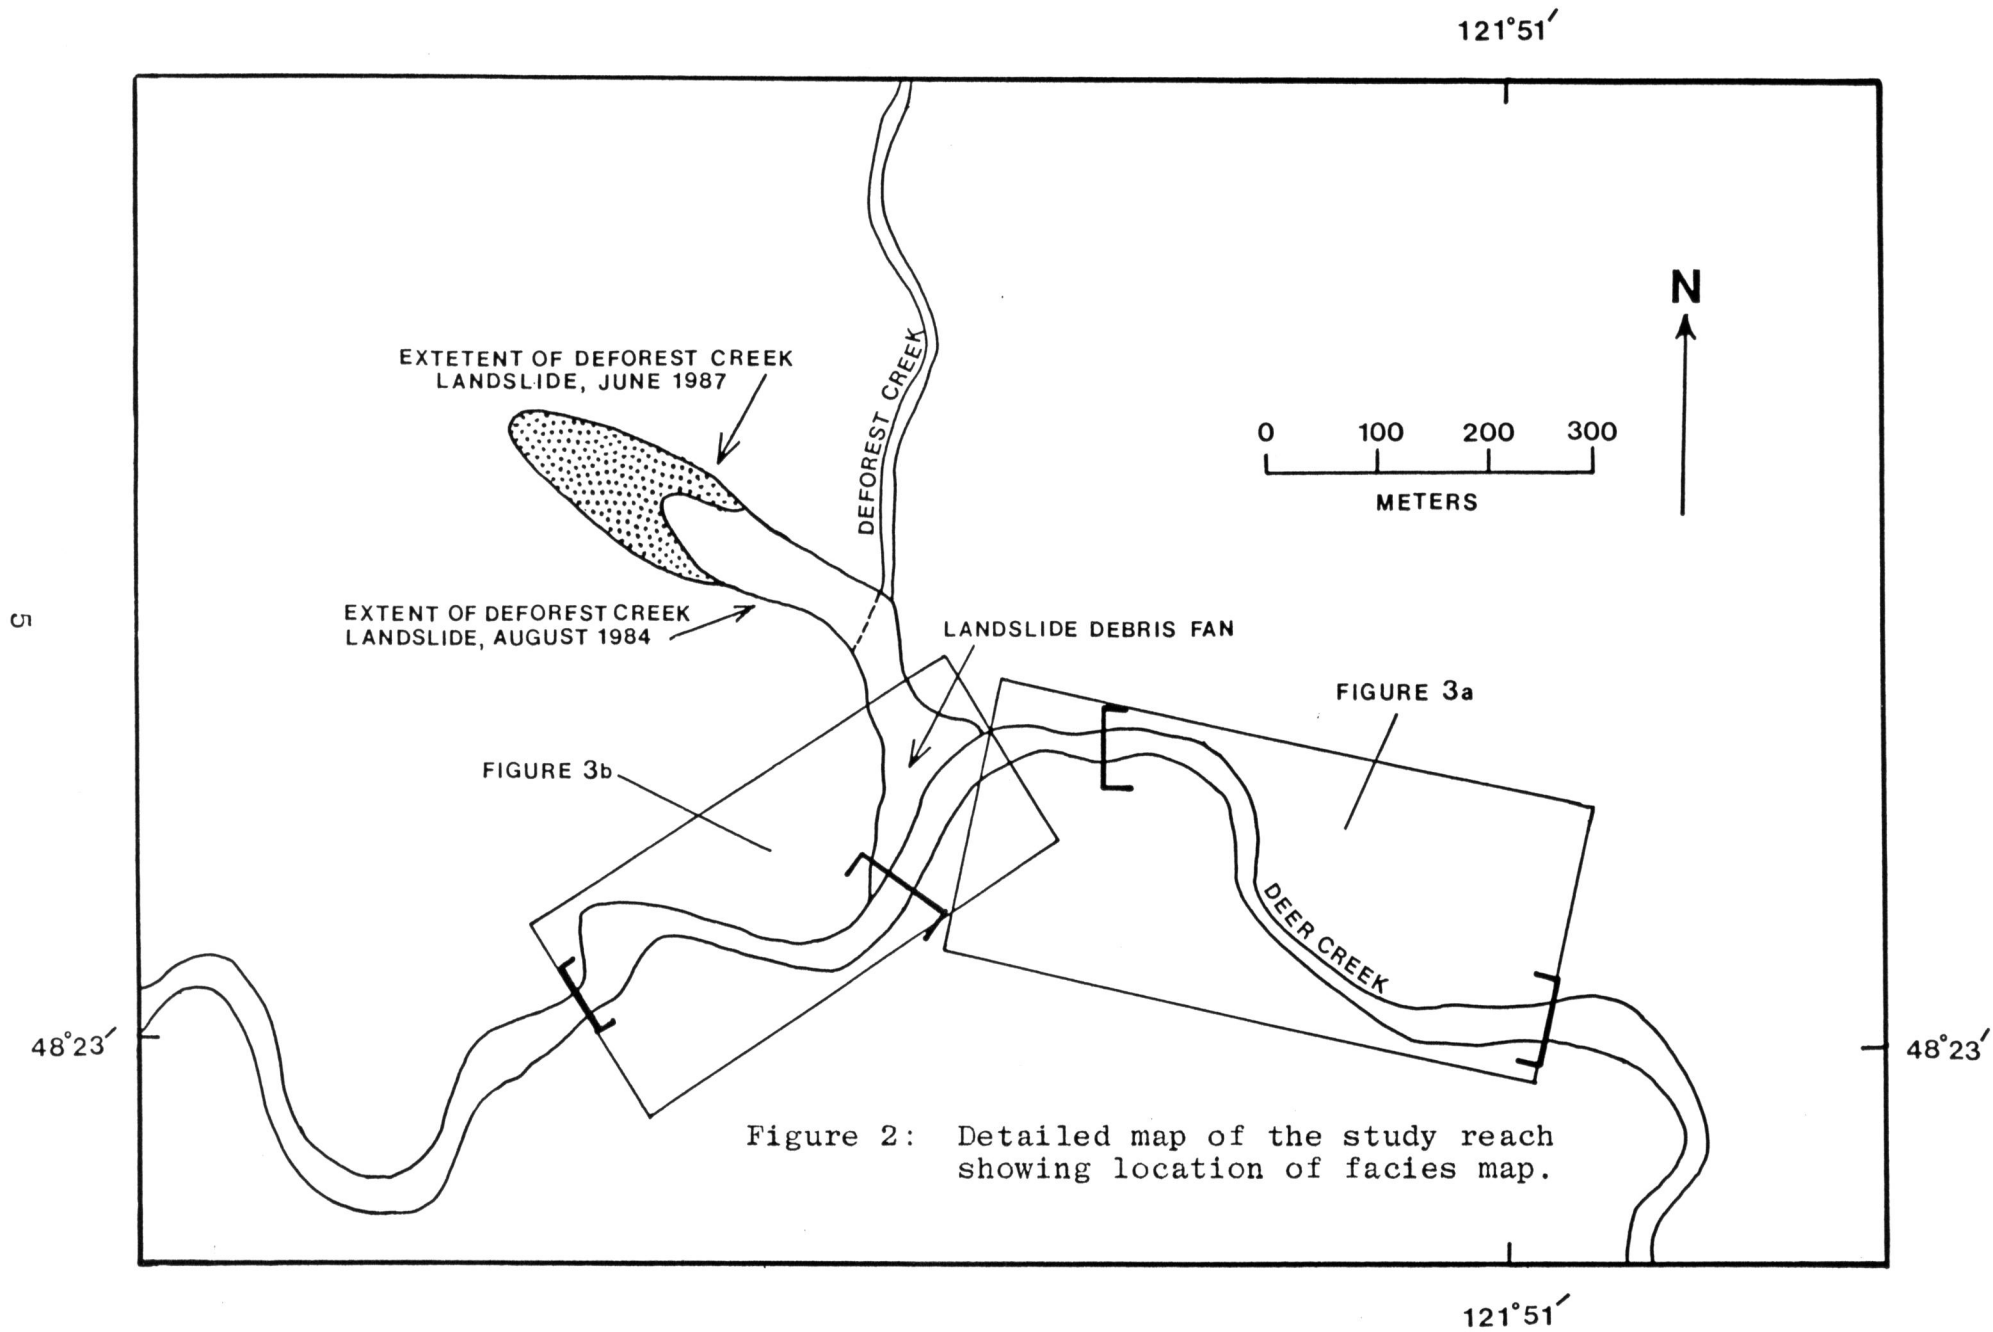 121°51′
N
EXTETENT OF DEFOREST CREEK
LANDSLIDE, JUNE 1987
DEFOREST CREEK
0 100 200 300
METERS
5
EXTENT OF DEFOREST CREEK
LANDSLIDE, AUGUST 1984
LANDSLIDE DEBRIS FAN
FIGURE 3a
FIGURE 3b
DEER CREEK
48°23′
48°23′
Figure 2: Detailed map of the study reach
showing location of facies map.
121°51′